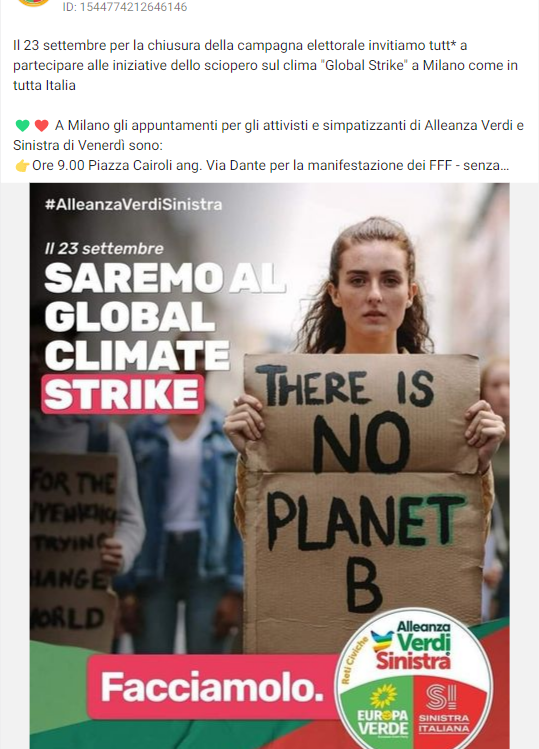 ID: 1544774212646146
Il 23 settembre per la chiusura della campagna elettorale invitiamo tutt* a
partecipare alle iniziative dello sciopero sul clima "Global Strike" a Milano come in
tutta Italia
💚❤️ A Milano gli appuntamenti per gli attivisti e simpatizzanti di Alleanza Verdi e
Sinistra di Venerdì sono:
👉Ore 9.00 Piazza Cairoli ang. Via Dante per la manifestazione dei FFF - senza...
#AlleanzaVerdiSinistra
Il 23 settembre
SAREMO AL
GLOBAL
CLIMATE
STRIKE
THERE IS
NO
PLANET
B
FOR THE
TRYING
HANGE
ORLD
Facciamolo.
Reti Civiche
Alleanza
Verdi
Sinistra
EUROPA
VERDE
SI
SINISTRA
ITALIANA